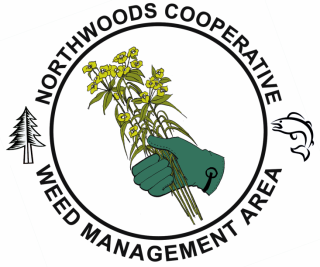 NORTHWOODS COOPERATIVE
WEED MANAGEMENT AREA